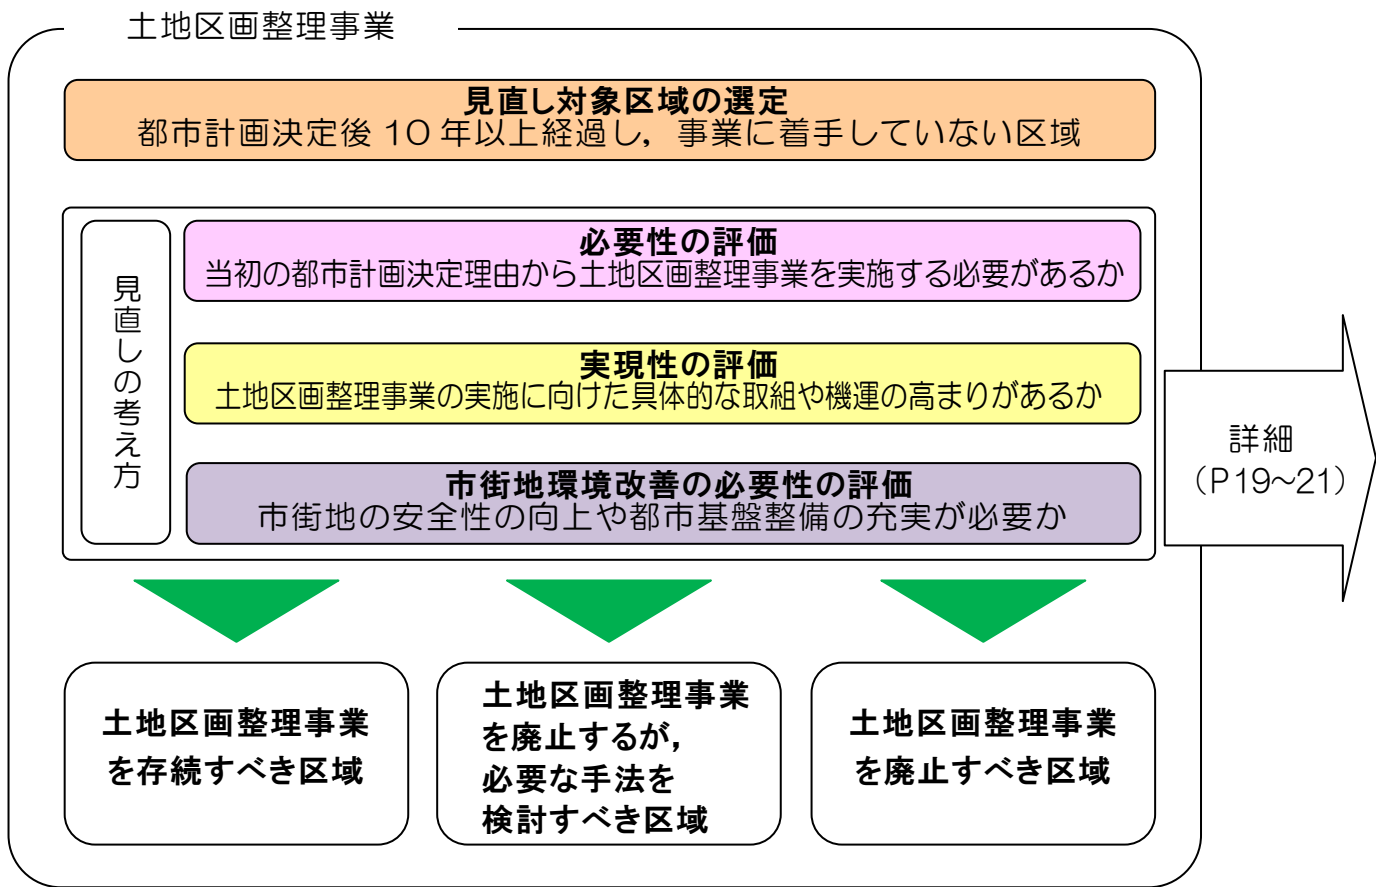 土地区画整理事業
見直し対象区域の選定
都市計画決定後 10 年以上経過し，事業に着手していない区域
見直しの考え方
必要性の評価
当初の都市計画決定理由から土地区画整理事業を実施する必要があるか
実現性の評価
土地区画整理事業の実施に向けた具体的な取組や機運の高まりがあるか
市街地環境改善の必要性の評価
市街地の安全性の向上や都市基盤整備の充実が必要か
詳細
（P19~21）
土地区画整理事業
を存続すべき区域
土地区画整理事業
を廃止するが，
必要な手法を
検討すべき区域
土地区画整理事業
を廃止すべき区域